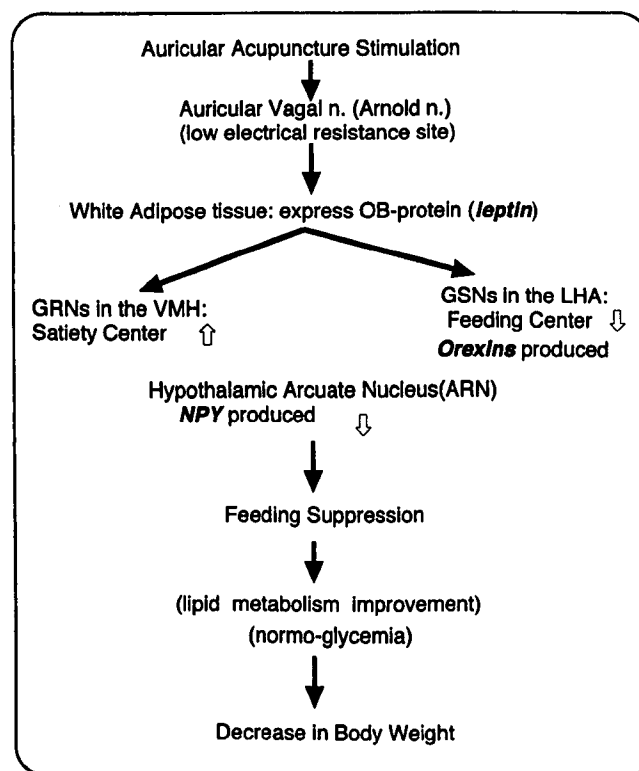 Auricular Acupuncture Stimulation
Auricular Vagal n. (Arnold n.)
(low electrical resistance site)
White Adipose tissue: express OB-protein (leptin)
GRNs in the VMH:
Satiety Center ⇧
GSNs in the LHA:
Feeding Center ⇩
Orexins produced
Hypothalamic Arcuate Nucleus(ARN)
NPY produced ⇩
Feeding Suppression
(lipid metabolism improvement)
(normo-glycemia)
Decrease in Body Weight